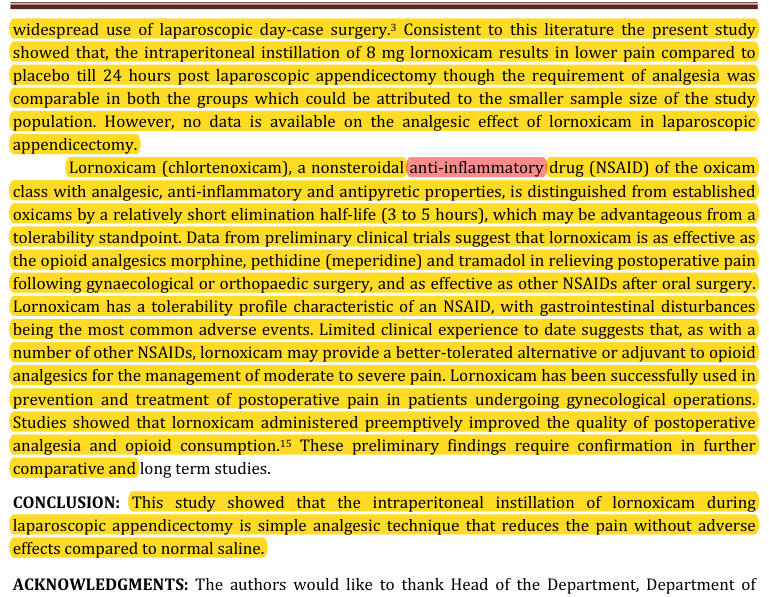 widespread use of laparoscopic day-case surgery.³ Consistent to this literature the present study
showed that, the intraperitoneal instillation of 8 mg lornoxicam results in lower pain compared to
placebo till 24 hours post laparoscopic appendicectomy though the requirement of analgesia was
comparable in both the groups which could be attributed to the smaller sample size of the study
population. However, no data is available on the analgesic effect of lornoxicam in laparoscopic
appendicectomy.
Lornoxicam (chlortenoxicam), a nonsteroidal anti-inflammatory drug (NSAID) of the oxicam
class with analgesic, anti-inflammatory and antipyretic properties, is distinguished from established
oxicams by a relatively short elimination half-life (3 to 5 hours), which may be advantageous from a
tolerability standpoint. Data from preliminary clinical trials suggest that lornoxicam is as effective as
the opioid analgesics morphine, pethidine (meperidine) and tramadol in relieving postoperative pain
following gynaecological or orthopaedic surgery, and as effective as other NSAIDs after oral surgery.
Lornoxicam has a tolerability profile characteristic of an NSAID, with gastrointestinal disturbances
being the most common adverse events. Limited clinical experience to date suggests that, as with a
number of other NSAIDs, lornoxicam may provide a better-tolerated alternative or adjuvant to opioid
analgesics for the management of moderate to severe pain. Lornoxicam has been successfully used in
prevention and treatment of postoperative pain in patients undergoing gynecological operations.
Studies showed that lornoxicam administered preemptively improved the quality of postoperative
analgesia and opioid consumption.¹⁵ These preliminary findings require confirmation in further
comparative and long term studies.
CONCLUSION: This study showed that the intraperitoneal instillation of lornoxicam during
laparoscopic appendicectomy is simple analgesic technique that reduces the pain without adverse
effects compared to normal saline.
ACKNOWLEDGMENTS: The authors would like to thank Head of the Department, Department of